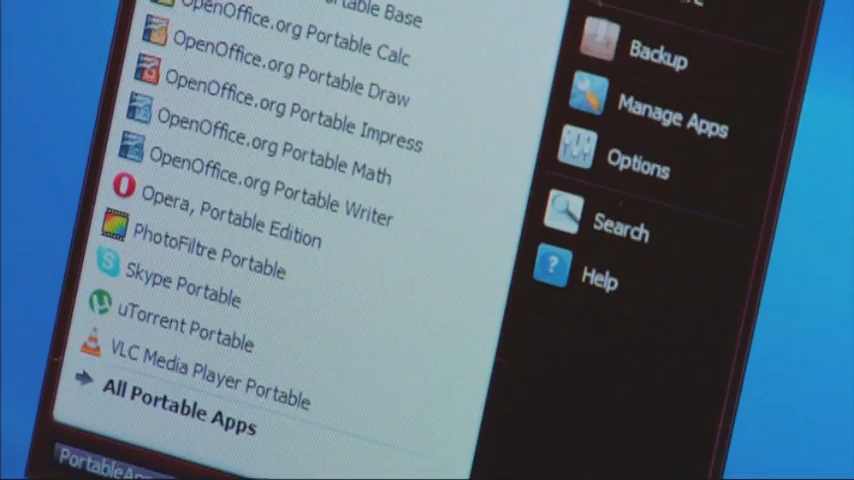 OpenOffice.org Portable Calc
OpenOffice.org Portable Draw
OpenOffice.org Portable Impress
OpenOffice.org Portable Math
OpenOffice.org Portable Writer
Opera, Portable Edition
PhotoFiltre Portable
Skype Portable
uTorrent Portable
VLC Media Player Portable
All Portable Apps
Portable Base
Backup
Manage Apps
Options
Search
Help